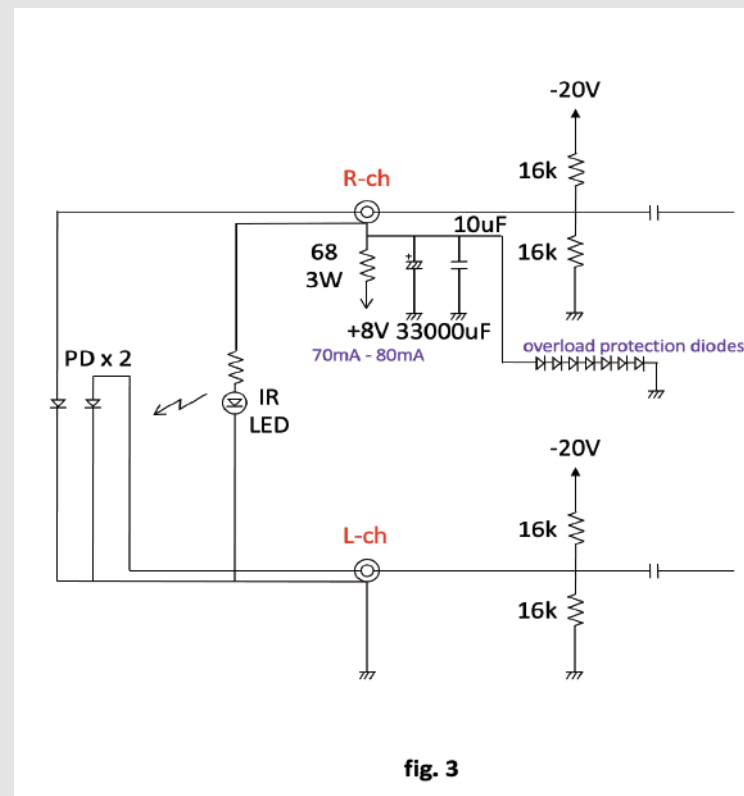 -20V
16k
R-ch
10uF
68
3W
16k
+8V 33000uF
70mA - 80mA
overload protection diodes
PD x 2
IR
LED
-20V
16k
L-ch
16k
+
fig. 3